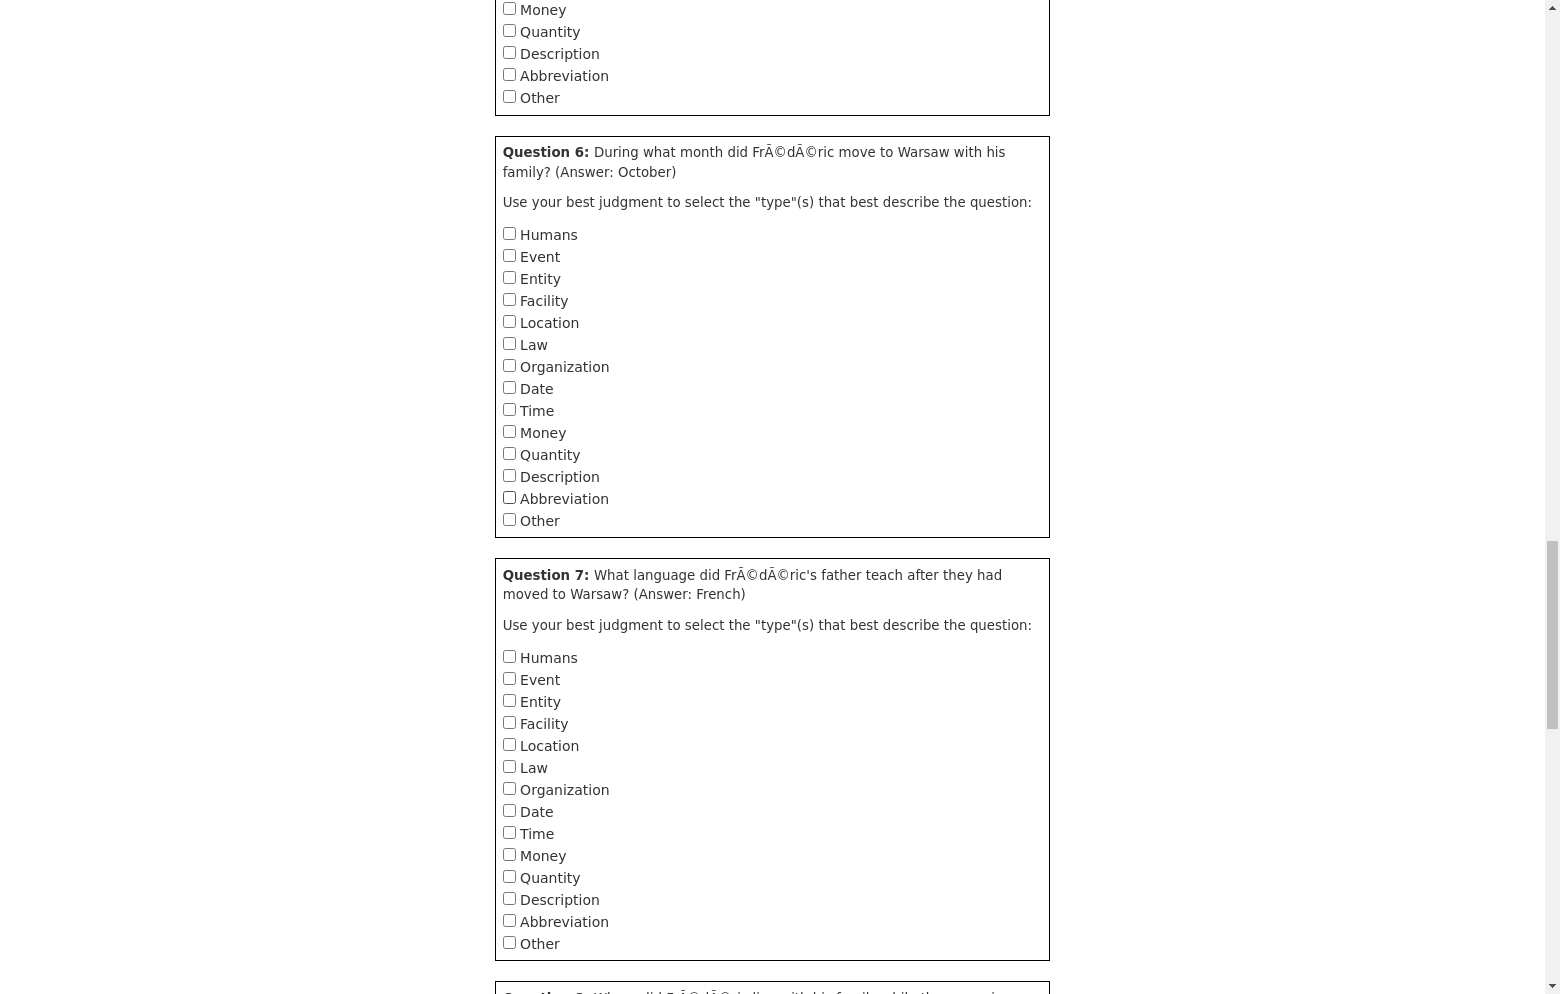 Money
Quantity
Description
Abbreviation
Other
Question 6: During what month did FrÃ©dÃ©ric move to Warsaw with his
family? (Answer: October)
Use your best judgment to select the "type"(s) that best describe the question:
Humans
Event
Entity
Facility
Location
Law
Organization
Date
Time
Money
Quantity
Description
Abbreviation
Other
Question 7: What language did FrÃ©dÃ©ric's father teach after they had
moved to Warsaw? (Answer: French)
Use your best judgment to select the "type"(s) that best describe the question:
Humans
Event
Entity
Facility
Location
Law
Organization
Date
Time
Money
Quantity
Description
Abbreviation
Other